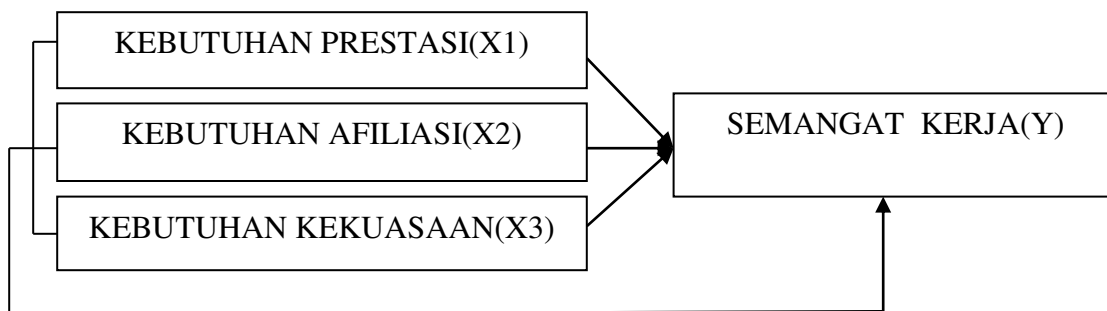 KEBUTUHAN PRESTASI(X1)
KEBUTUHAN AFILIASI(X2)
SEMANGAT KERJA(Y)
KEBUTUHAN KEKUASAAN(X3)